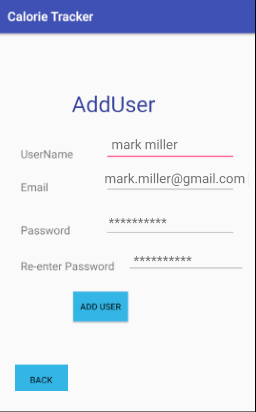 Calorie Tracker
AddUser
UserName mark miller
Email mark.miller@gmail.com
Password **********
Re-enter Password **********
ADD USER
BACK